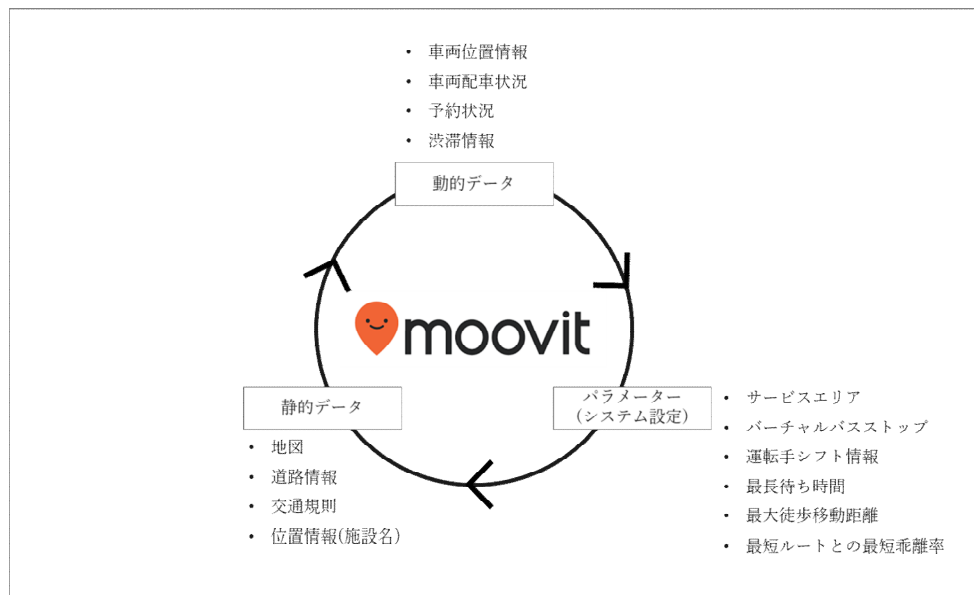 • 車両位置情報
• 車両配車状況
• 予約状況
• 渋滞情報
動的データ
moovit
静的データ
• 地図
• 道路情報
• 交通規則
• 位置情報(施設名)
パラメーター
(システム設定)
• サービスエリア
• バーチャルバスストップ
• 運転手シフト情報
• 最長待ち時間
• 最大徒歩移動距離
• 最短ルートとの最短乖離率